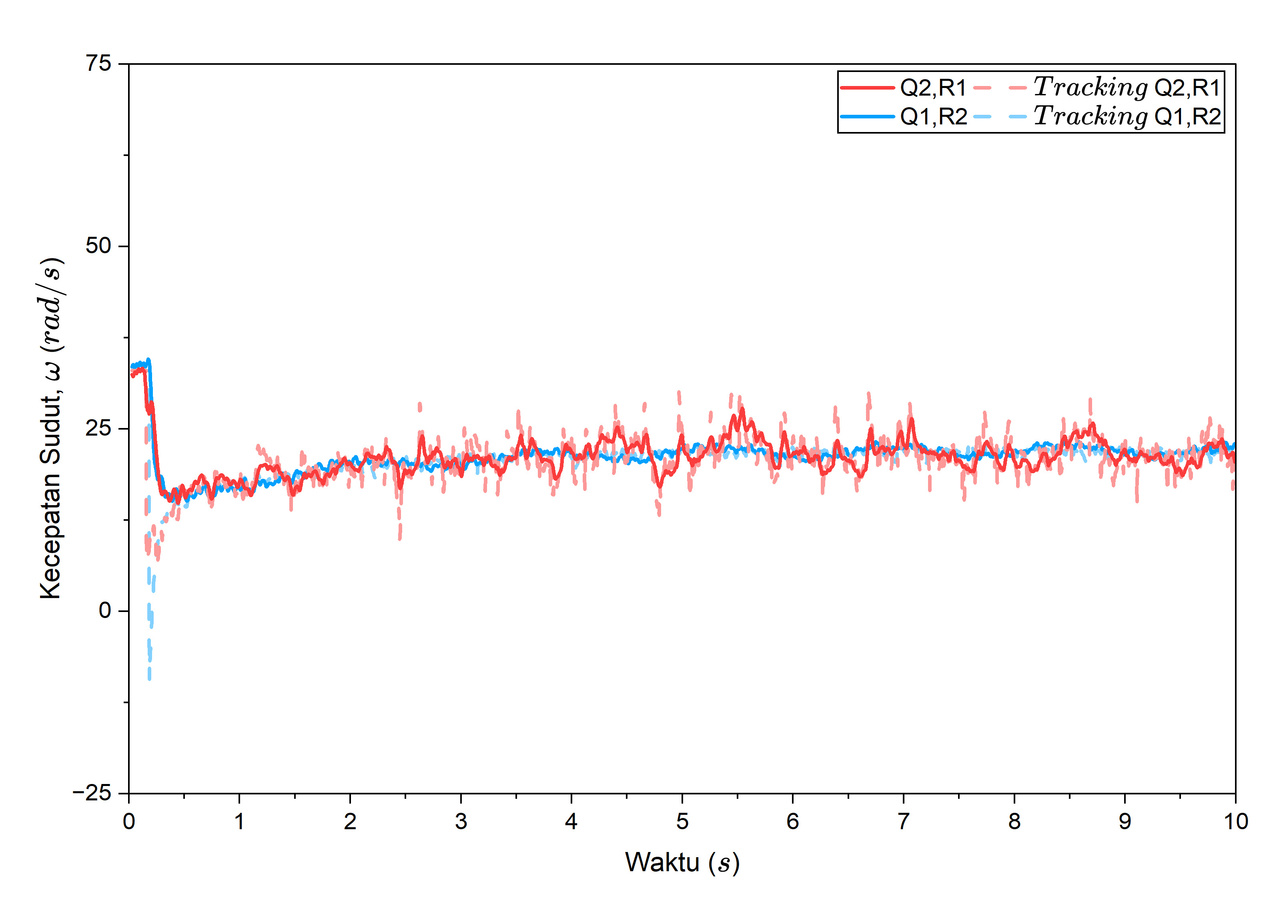 75
50
25
0
−25
Kecepatan Sudut, ω (rad/s)
Q2,R1 Tracking Q2,R1
Q1,R2 Tracking Q1,R2
0 1 2 3 4 5 6 7 8 9 10
Waktu (s)